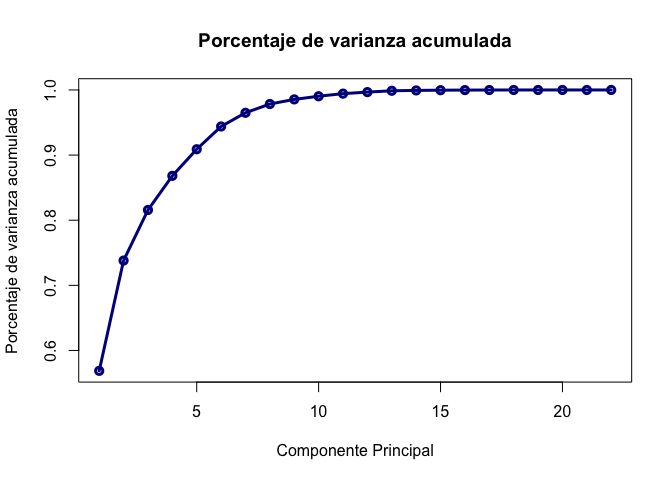 Porcentaje de varianza acumulada
Porcentaje de varianza acumulada
1.0
0.9
0.8
0.7
0.6
5 10 15 20
Componente Principal